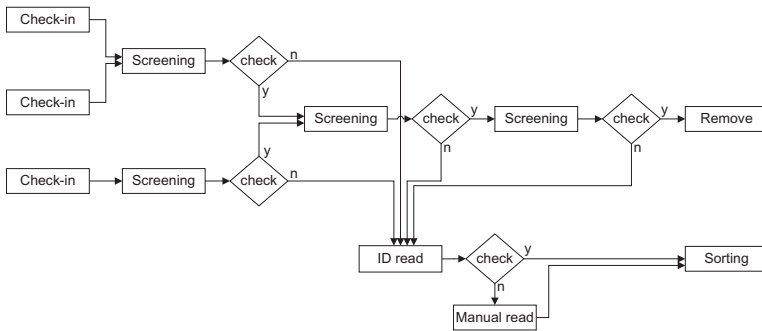 Check-in
Screening
check
n
y
Check-in
Screening
check
y
n
Screening
check
y
n
Remove
Check-in
Screening
check
y
n
ID read
check
y
n
Sorting
Manual read